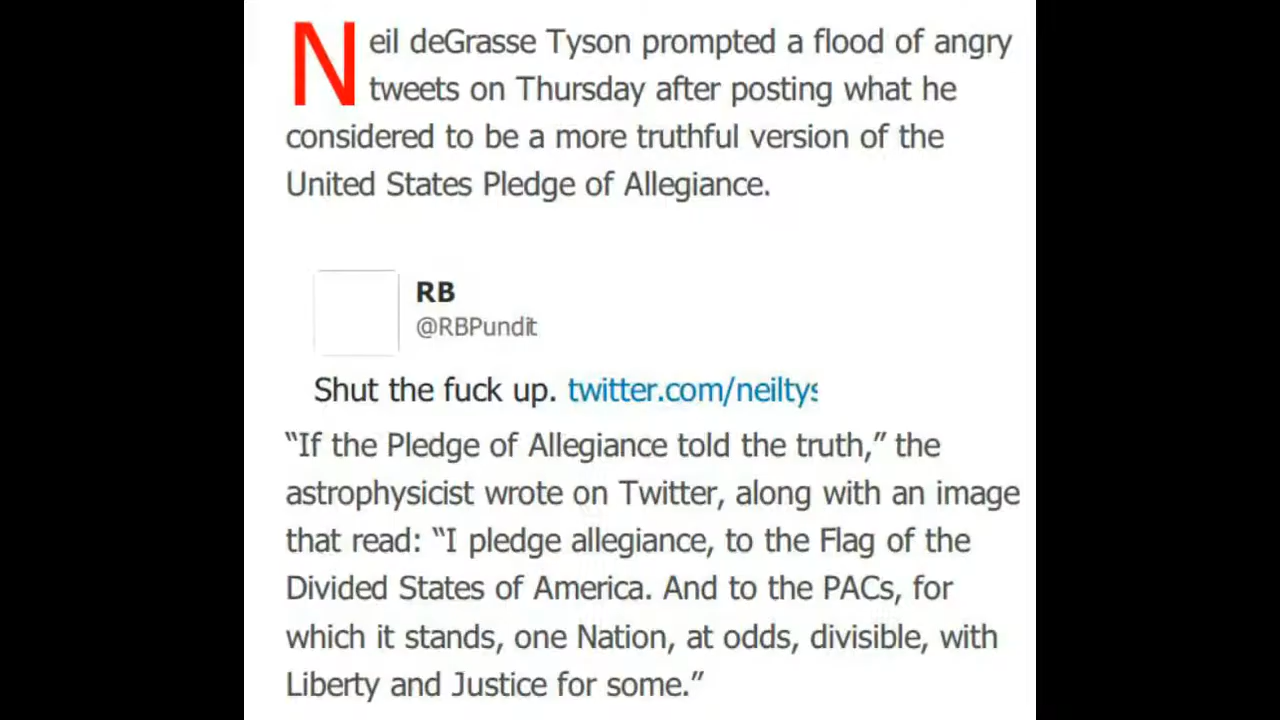 Neil deGrasse Tyson prompted a flood of angry
tweets on Thursday after posting what he
considered to be a more truthful version of the
United States Pledge of Allegiance.
RB
@RBPundit
Shut the fuck up. twitter.com/neiltys
“If the Pledge of Allegiance told the truth,” the
astrophysicist wrote on Twitter, along with an image
that read: “I pledge allegiance, to the Flag of the
Divided States of America. And to the PACs, for
which it stands, one Nation, at odds, divisible, with
Liberty and Justice for some.”